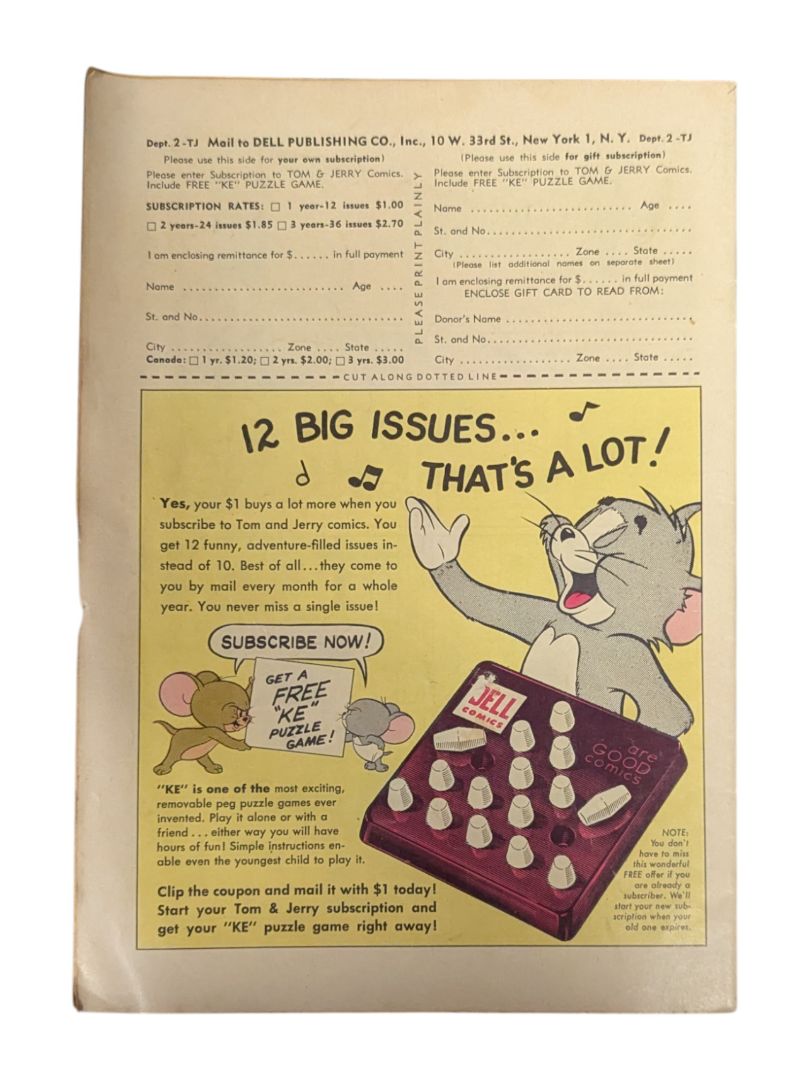 Dept. 2 -TJ Mail to DELL PUBLISHING CO., Inc., 10 W. 33rd St., New York 1, N. Y. Dept. 2 -TJ
Please use this side for your own subscription)
Please enter Subscription to TOM & JERRY Comics.
Include FREE "KE" PUZZLE GAME.
SUBSCRIPTION RATES: □ 1 year-12 issues $1.00
□ 2 years-24 issues $1.85 □ 3 years-36 issues $2.70
I am enclosing remittance for $...... in full payment
Name ......................... Age ....
St. and No....................................
City ................... Zone .... State .....
Canada: □ 1 yr. $1.20; □ 2 yrs. $2.00; □ 3 yrs. $3.00
PLEASE PRINT PLAINLY
(Please use this side for gift subscription)
Please enter Subscription to TOM & JERRY Comics.
Include FREE "KE" PUZZLE GAME.
Name ............................. Age ....
St. and No....................................
City .................... Zone .... State .....
(Please list additional names on separate sheet)
I am enclosing remittance for $...... in full payment
ENCLOSE GIFT CARD TO READ FROM:
Donor's Name .................................
St. and No....................................
City .................... Zone .... State .....
CUT ALONG DOTTED LINE
12 BIG ISSUES...
THAT'S A LOT!
Yes, your $1 buys a lot more when you
subscribe to Tom and Jerry comics. You
get 12 funny, adventure-filled issues in-
stead of 10. Best of all...they come to
you by mail every month for a whole
year. You never miss a single issue!
SUBSCRIBE NOW!
GET A
FREE
"KE"
PUZZLE
GAME!
DELL
COMICS
are
GOOD
comics
"KE" is one of the most exciting,
removable peg puzzle games ever
invented. Play it alone or with a
friend . . . either way you will have
hours of fun! Simple instructions en-
able even the youngest child to play it.
Clip the coupon and mail it with $1 today!
Start your Tom & Jerry subscription and
get your "KE" puzzle game right away!
NOTE:
You don't
have to miss
this wonderful
FREE offer if you
are already a
subscriber. We'll
start your new sub-
scription when your
old one expires.